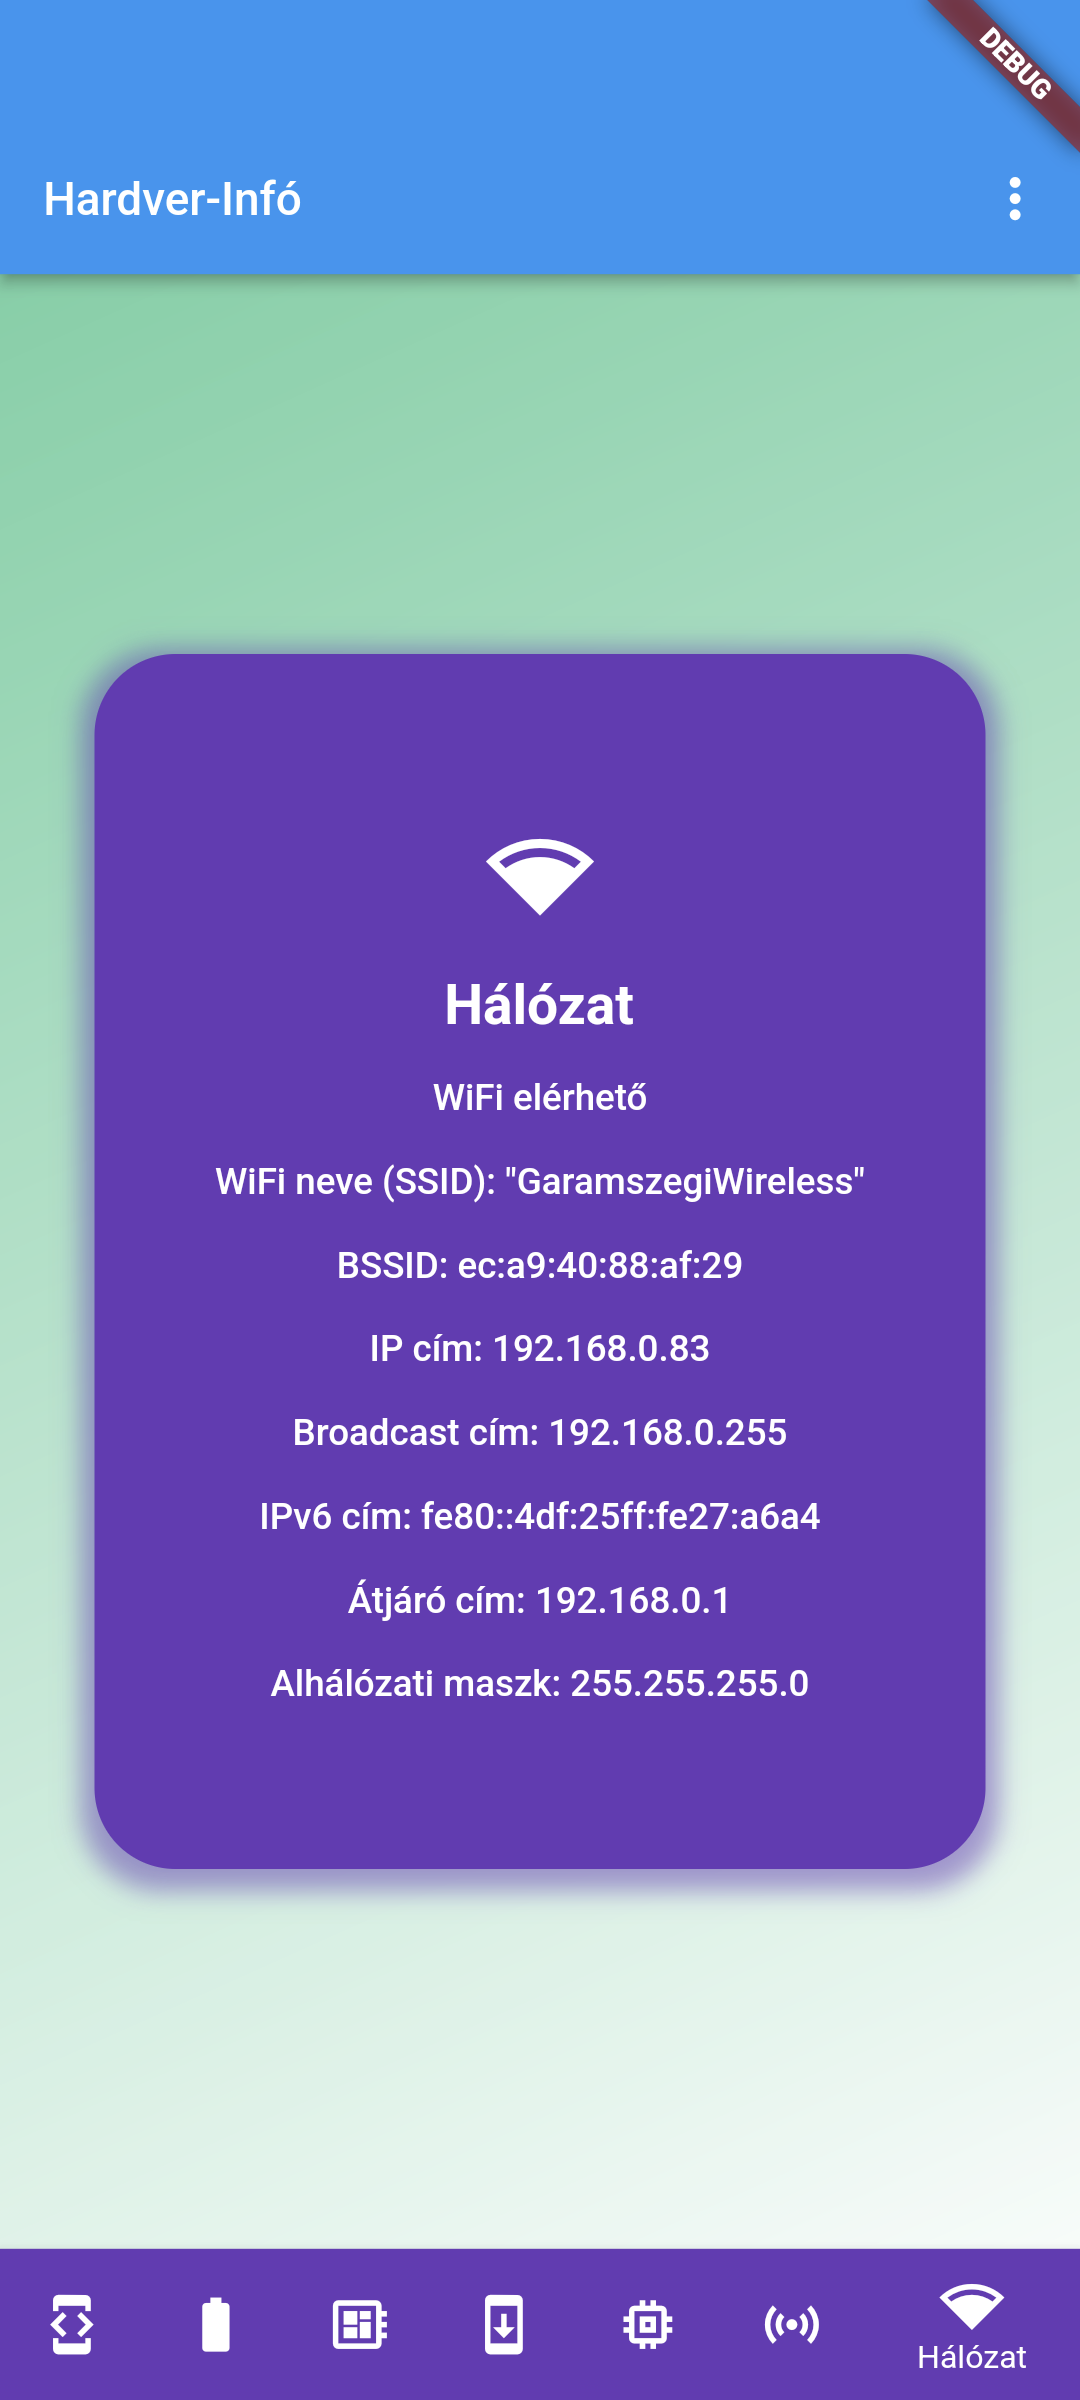 DEBUG
Hardver-Infó
Hálózat
WiFi elérhető
WiFi neve (SSID): "GaramszegiWireless"
BSSID: ec:a9:40:88:af:29
IP cím: 192.168.0.83
Broadcast cím: 192.168.0.255
IPv6 cím: fe80::4df:25ff:fe27:a6a4
Átjáró cím: 192.168.0.1
Alhálózati maszk: 255.255.255.0
Hálózat